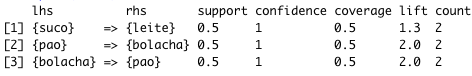 lhs rhs support confidence coverage lift count
[1] {suco} => {leite} 0.5 1 0.5 1.3 2
[2] {pao} => {bolacha} 0.5 1 0.5 2.0 2
[3] {bolacha} => {pao} 0.5 1 0.5 2.0 2